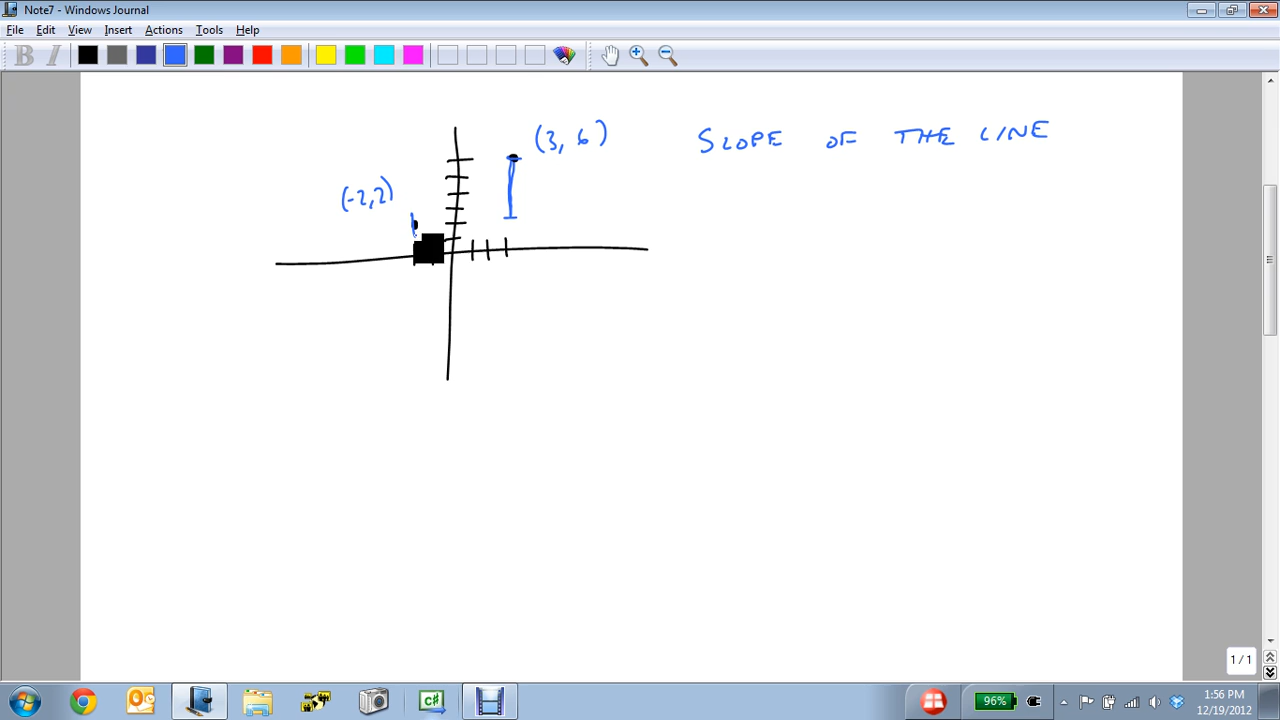 Note7 - Windows Journal
File Edit View Insert Actions Tools Help
B I
(3, 6) SLOPE OF THE LINE
(-2,2)
1 / 1
C#
96%
1:56 PM
12/19/2012